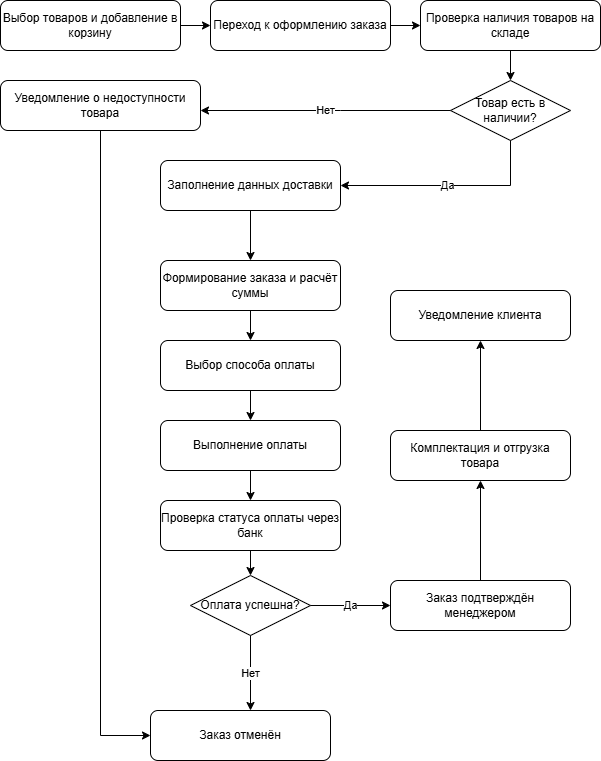 Выбор товаров и добавление в
корзину
Переход к оформлению заказа
Проверка наличия товаров на
складе
Товар есть в
наличии?
Нет
Уведомление о недоступности
товара
Да
Заполнение данных доставки
Формирование заказа и расчёт
суммы
Выбор способа оплаты
Выполнение оплаты
Проверка статуса оплаты через
банк
Оплата успешна?
Да
Заказ подтверждён
менеджером
Комплектация и отгрузка
товара
Уведомление клиента
Нет
Заказ отменён